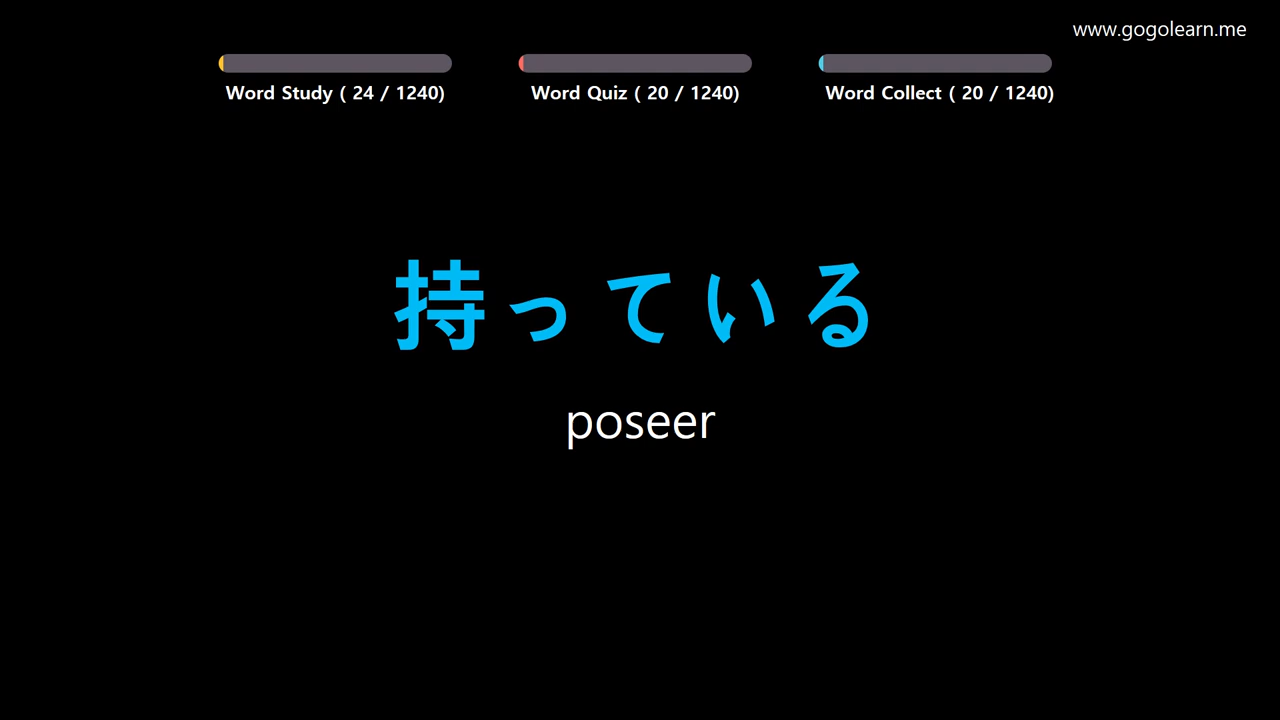 www.gogolearn.me
Word Study ( 24 / 1240)
Word Quiz ( 20 / 1240)
Word Collect ( 20 / 1240)
持っている
poseer